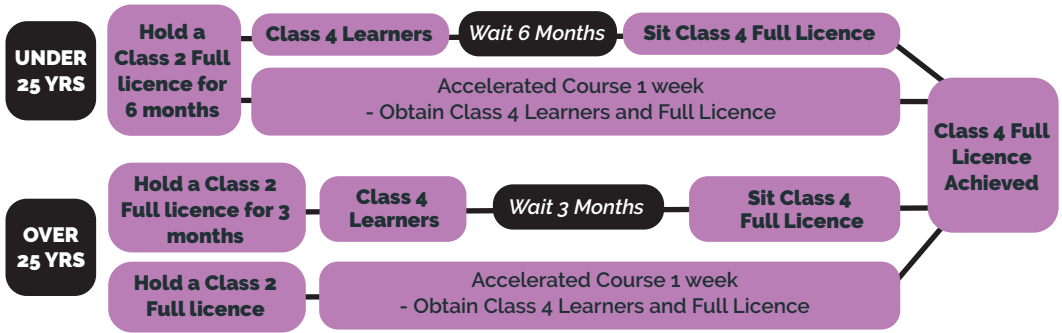 UNDER
25 YRS
Hold a
Class 2 Full
licence for
6 months
Class 4 Learners
Wait 6 Months
Sit Class 4 Full Licence
Accelerated Course 1 week
- Obtain Class 4 Learners and Full Licence
Class 4 Full
Licence
Achieved
OVER
25 YRS
Hold a Class 2
Full licence for 3
months
Class 4
Learners
Wait 3 Months
Sit Class 4
Full Licence
Hold a Class 2
Full licence
Accelerated Course 1 week
- Obtain Class 4 Learners and Full Licence